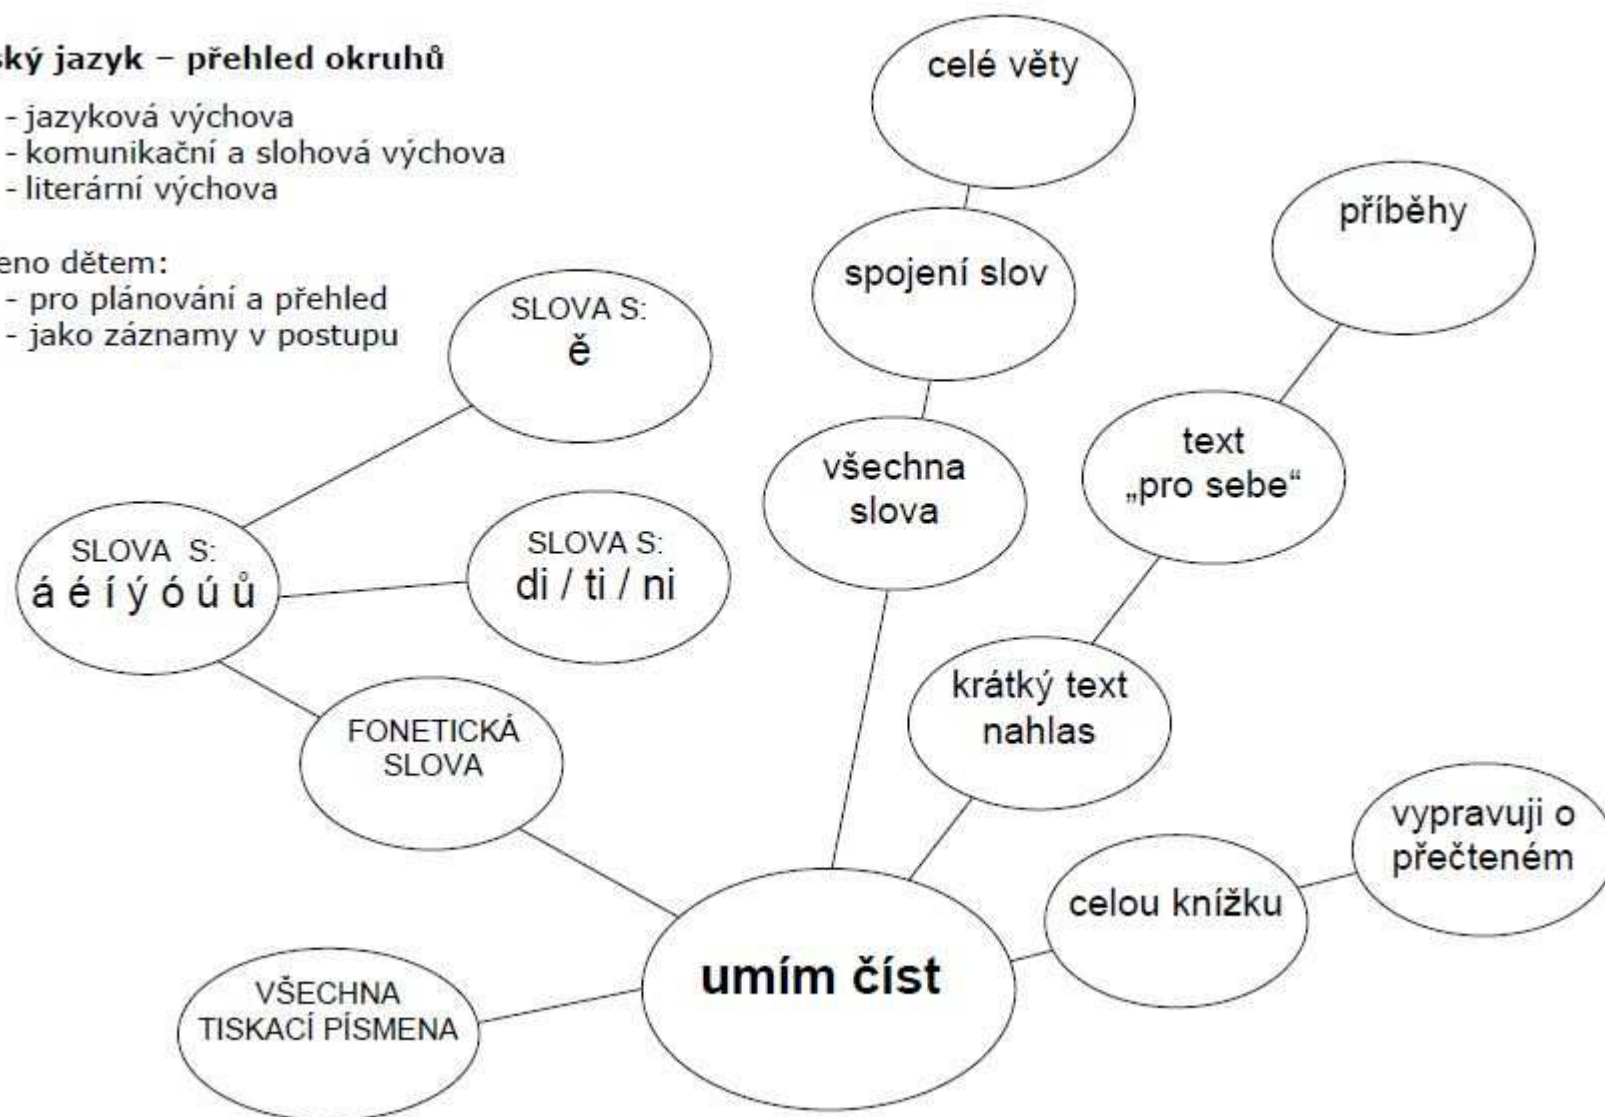 ský jazyk – přehled okruhů
- jazyková výchova
- komunikační a slohová výchova
- literární výchova
eno dětem:
- pro plánování a přehled
- jako záznamy v postupu
celé věty
příběhy
spojení slov
SLOVA S:
ě
text
„pro sebe“
všechna
slova
SLOVA S:
á é í ý ó ú ů
SLOVA S:
di / ti / ni
krátký text
nahlas
FONETICKÁ
SLOVA
vypravuji o
přečteném
celou knížku
umím číst
VŠECHNA
TISKACÍ PÍSMENA